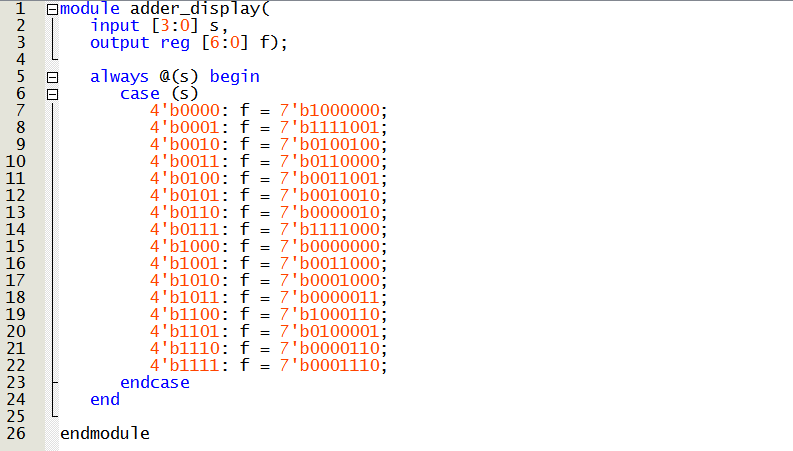 1 module adder_display(
2 input [3:0] s,
3 output reg [6:0] f);
4
5 always @(s) begin
6 case (s)
7 4'b0000: f = 7'b1000000;
8 4'b0001: f = 7'b1111001;
9 4'b0010: f = 7'b0100100;
10 4'b0011: f = 7'b0110000;
11 4'b0100: f = 7'b0011001;
12 4'b0101: f = 7'b0010010;
13 4'b0110: f = 7'b0000010;
14 4'b0111: f = 7'b1111000;
15 4'b1000: f = 7'b0000000;
16 4'b1001: f = 7'b0011000;
17 4'b1010: f = 7'b0001000;
18 4'b1011: f = 7'b0000011;
19 4'b1100: f = 7'b1000110;
20 4'b1101: f = 7'b0100001;
21 4'b1110: f = 7'b0000110;
22 4'b1111: f = 7'b0001110;
23 endcase
24 end
25
26 endmodule